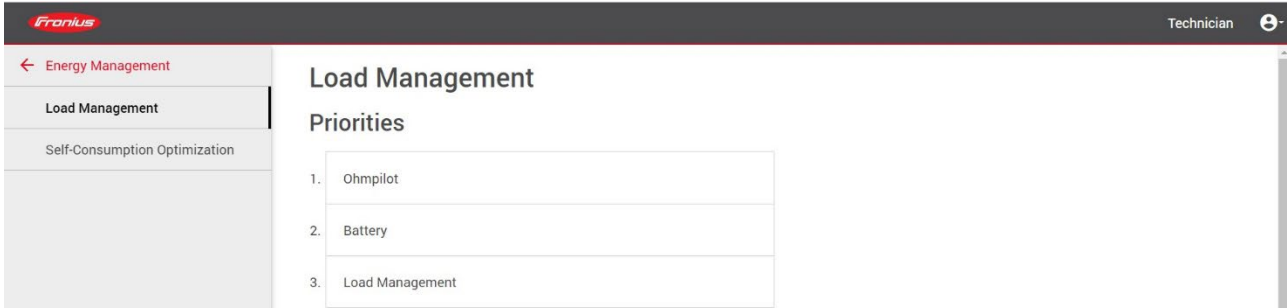 Fronius
Technician
Energy Management
Load Management
Self-Consumption Optimization
Load Management
Priorities
1. Ohmpilot
2. Battery
3. Load Management